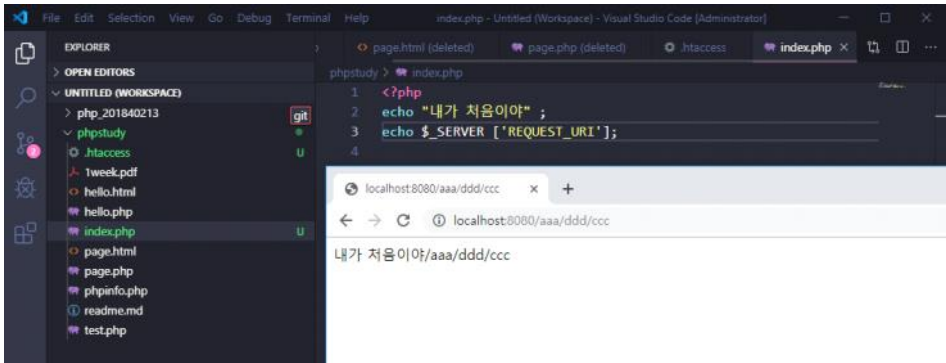 File Edit Selection View Go Debug Terminal Help index.php - Untitled (Workspace) - Visual Studio Code [Administrator]
EXPLORER
page.html (deleted) page.php (deleted) .htaccess index.php
OPEN EDITORS
phpstudy > index.php
UNTITLED (WORKSPACE)
1 <?php
php_201840213 git
2 echo "내가 처음이야" ;
phpstudy
3 echo $_SERVER ['REQUEST_URI'];
.htaccess U
4
1week.pdf
hello.html
localhost:8080/aaa/ddd/ccc
hello.php
localhost:8080/aaa/ddd/ccc
index.php U
page.html
내가 처음이야/aaa/ddd/ccc
page.php
phpinfo.php
readme.md
test.php
2